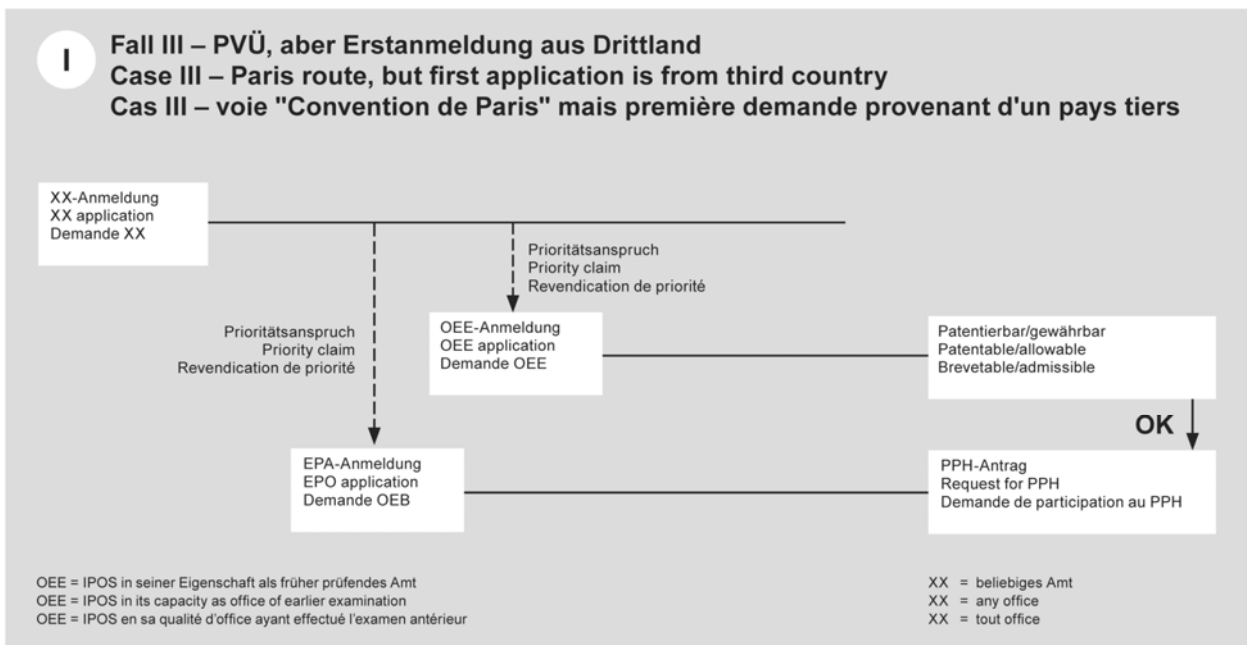 I
Fall III – PVÜ, aber Erstanmeldung aus Drittland
Case III – Paris route, but first application is from third country
Cas III – voie "Convention de Paris" mais première demande provenant d'un pays tiers
XX-Anmeldung
XX application
Demande XX
Prioritätsanspruch
Priority claim
Revendication de priorité
Prioritätsanspruch
Priority claim
Revendication de priorité
OEE-Anmeldung
OEE application
Demande OEE
Patentierbar/gewährbar
Patentable/allowable
Brevetable/admissible
OK
EPA-Anmeldung
EPO application
Demande OEB
PPH-Antrag
Request for PPH
Demande de participation au PPH
OEE = IPOS in seiner Eigenschaft als früher prüfendes Amt
OEE = IPOS in its capacity as office of earlier examination
OEE = IPOS en sa qualité d'office ayant effectué l'examen antérieur
XX = beliebiges Amt
XX = any office
XX = tout office